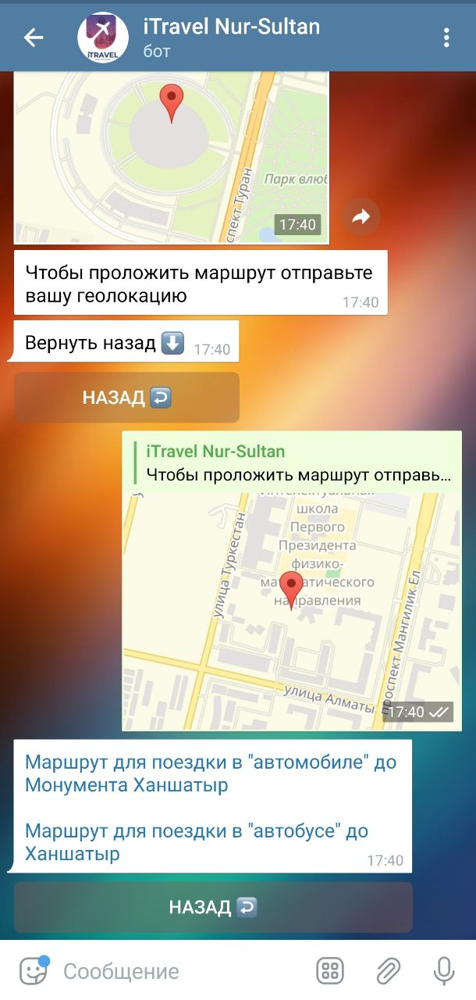 iTravel Nur-Sultan
бот
iTRAVEL
спект Туран
Парк влюб
17:40
Чтобы проложить маршрут отправьте
вашу геолокацию
17:40
Вернуть назад
17:40
НАЗАД
iTravel Nur-Sultan
Чтобы проложить маршрут отправь...
школа
Первого
Президента
физико-
направления
улица Туркестан
проспект Мангилик Ел
улица Алматы
17:40
Маршрут для поездки в "автомобиле" до
Монумента Ханшатыр
Маршрут для поездки в "автобусе" до
Ханшатыр
17:40
НАЗАД
Сообщение